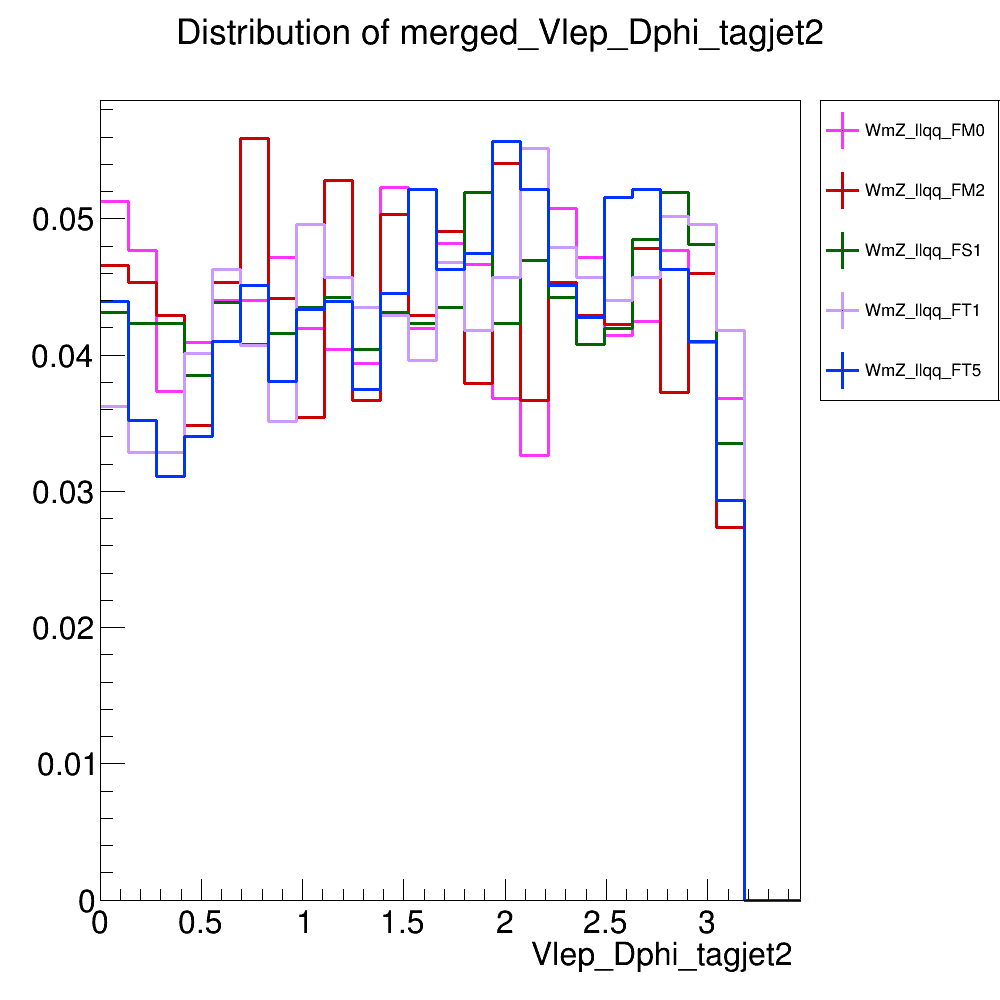 Distribution of merged_Vlep_Dphi_tagjet2
WmZ_llqq_FM0
WmZ_llqq_FM2
WmZ_llqq_FS1
WmZ_llqq_FT1
WmZ_llqq_FT5
0.05
0.04
0.03
0.02
0.01
0
0 0.5 1 1.5 2 2.5 3
Vlep_Dphi_tagjet2